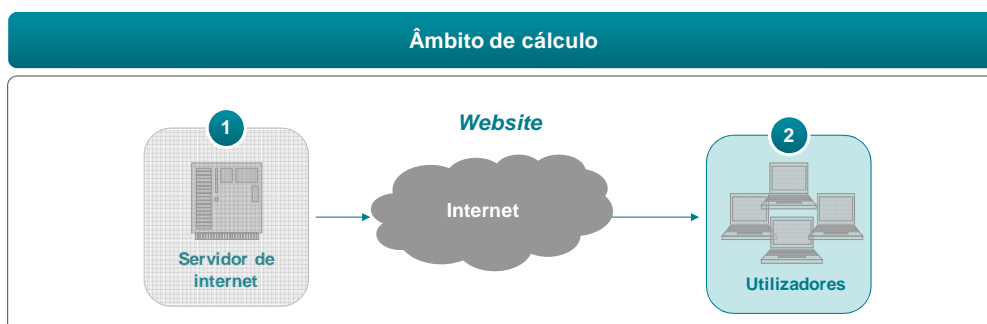 Âmbito de cálculo
Website
1
2
Internet
Servidor de
internet
Utilizadores